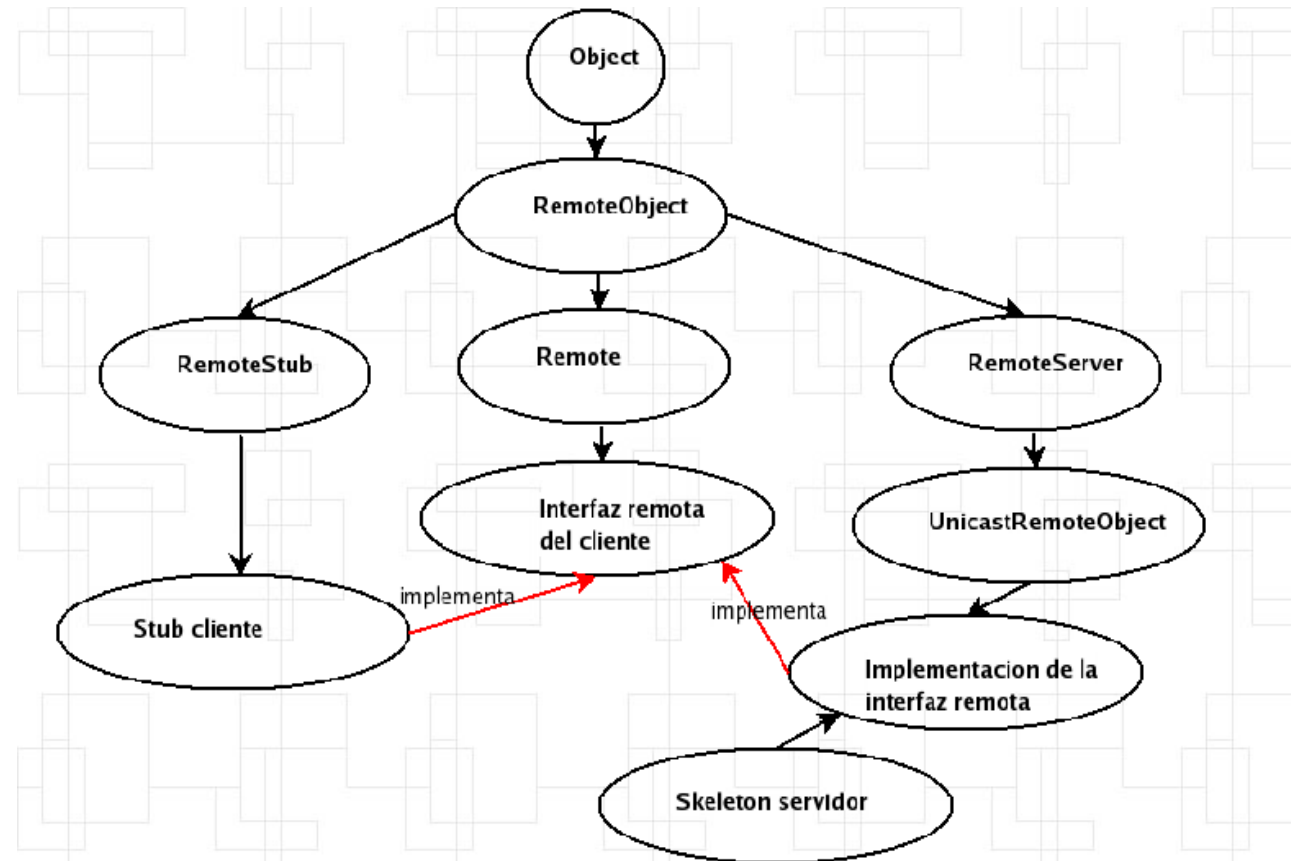 Object
RemoteObject
RemoteStub
Remote
RemoteServer
Interfaz remota
del cliente
UnicastRemoteObject
implementa
implementa
Stub cliente
Implementacion de la
interfaz remota
Skeleton servidor